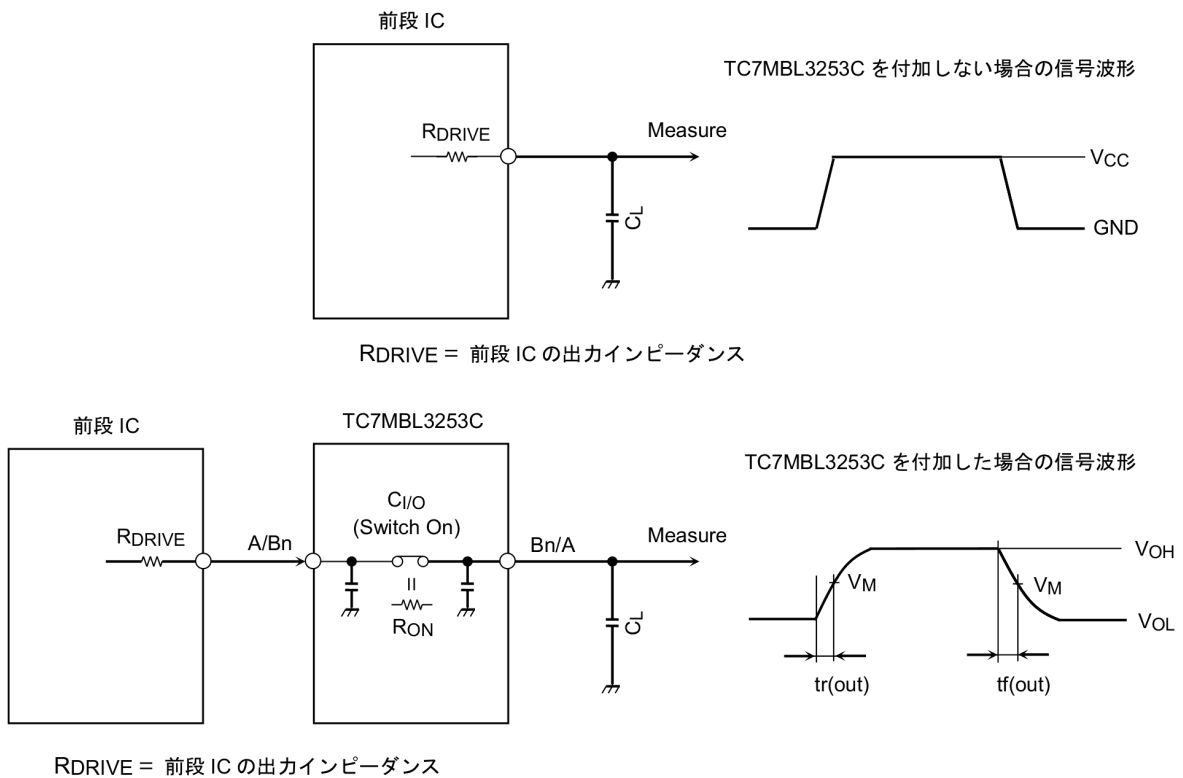 前段 IC
TC7MBL3253C を付加しない場合の信号波形
RDRIVE
Measure
VCC
CL
GND
RDRIVE = 前段 IC の出力インピーダンス
前段 IC
TC7MBL3253C
TC7MBL3253C を付加した場合の信号波形
CI/O
(Switch On)
RDRIVE
A/Bn
Bn/A
Measure
VOH
VM
VM
RON
CL
VOL
tr(out)
tf(out)
RDRIVE = 前段 IC の出力インピーダンス